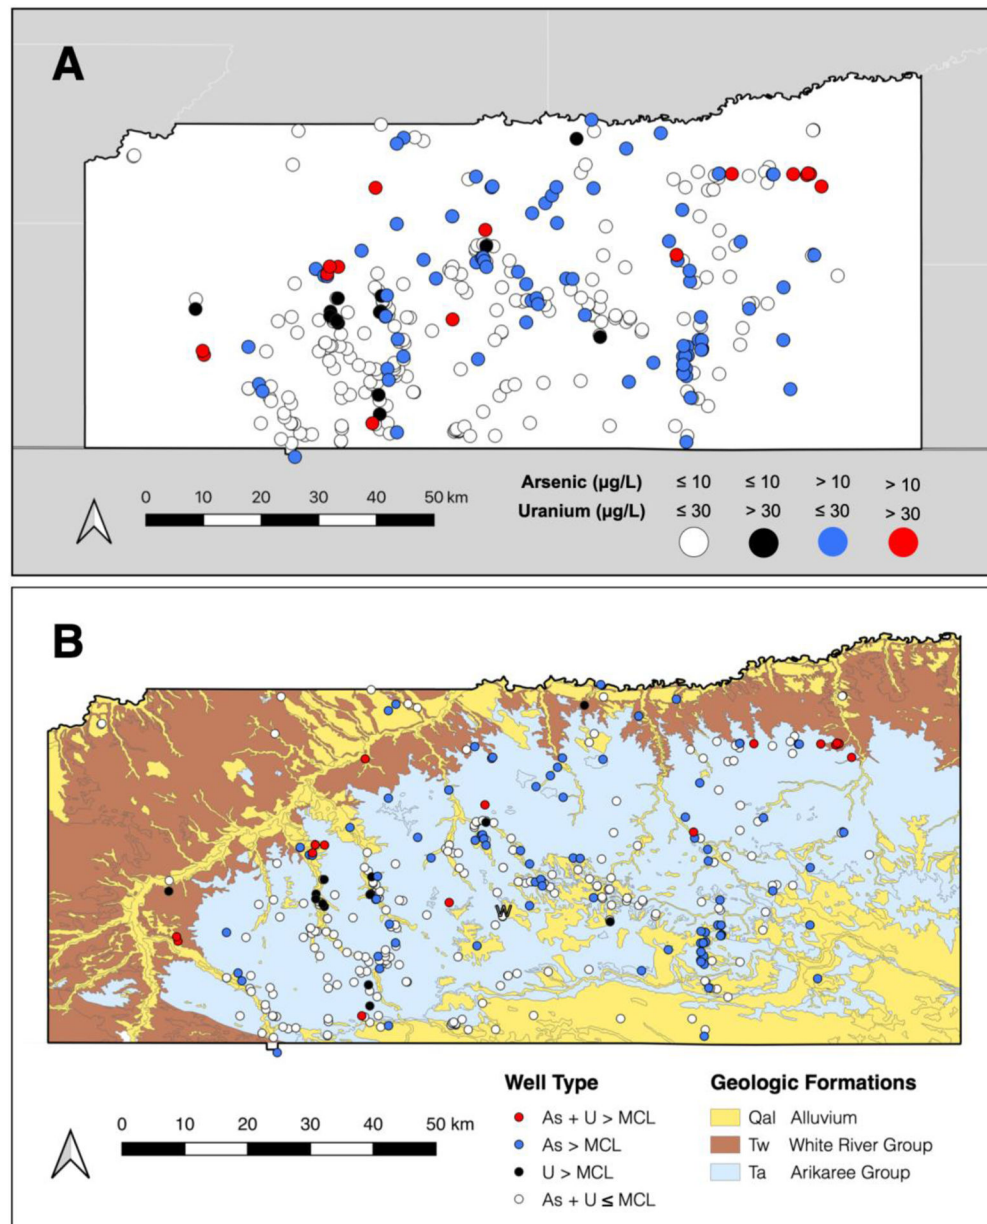 A
Arsenic (µg/L) ≤ 10 ≤ 10 > 10 > 10
Uranium (µg/L) ≤ 30 > 30 ≤ 30 > 30
0 10 20 30 40 50 km
B
W
Well Type
As + U > MCL
As > MCL
U > MCL
As + U ≤ MCL
Geologic Formations
Qal Alluvium
Tw White River Group
Ta Arikaree Group
0 10 20 30 40 50 km